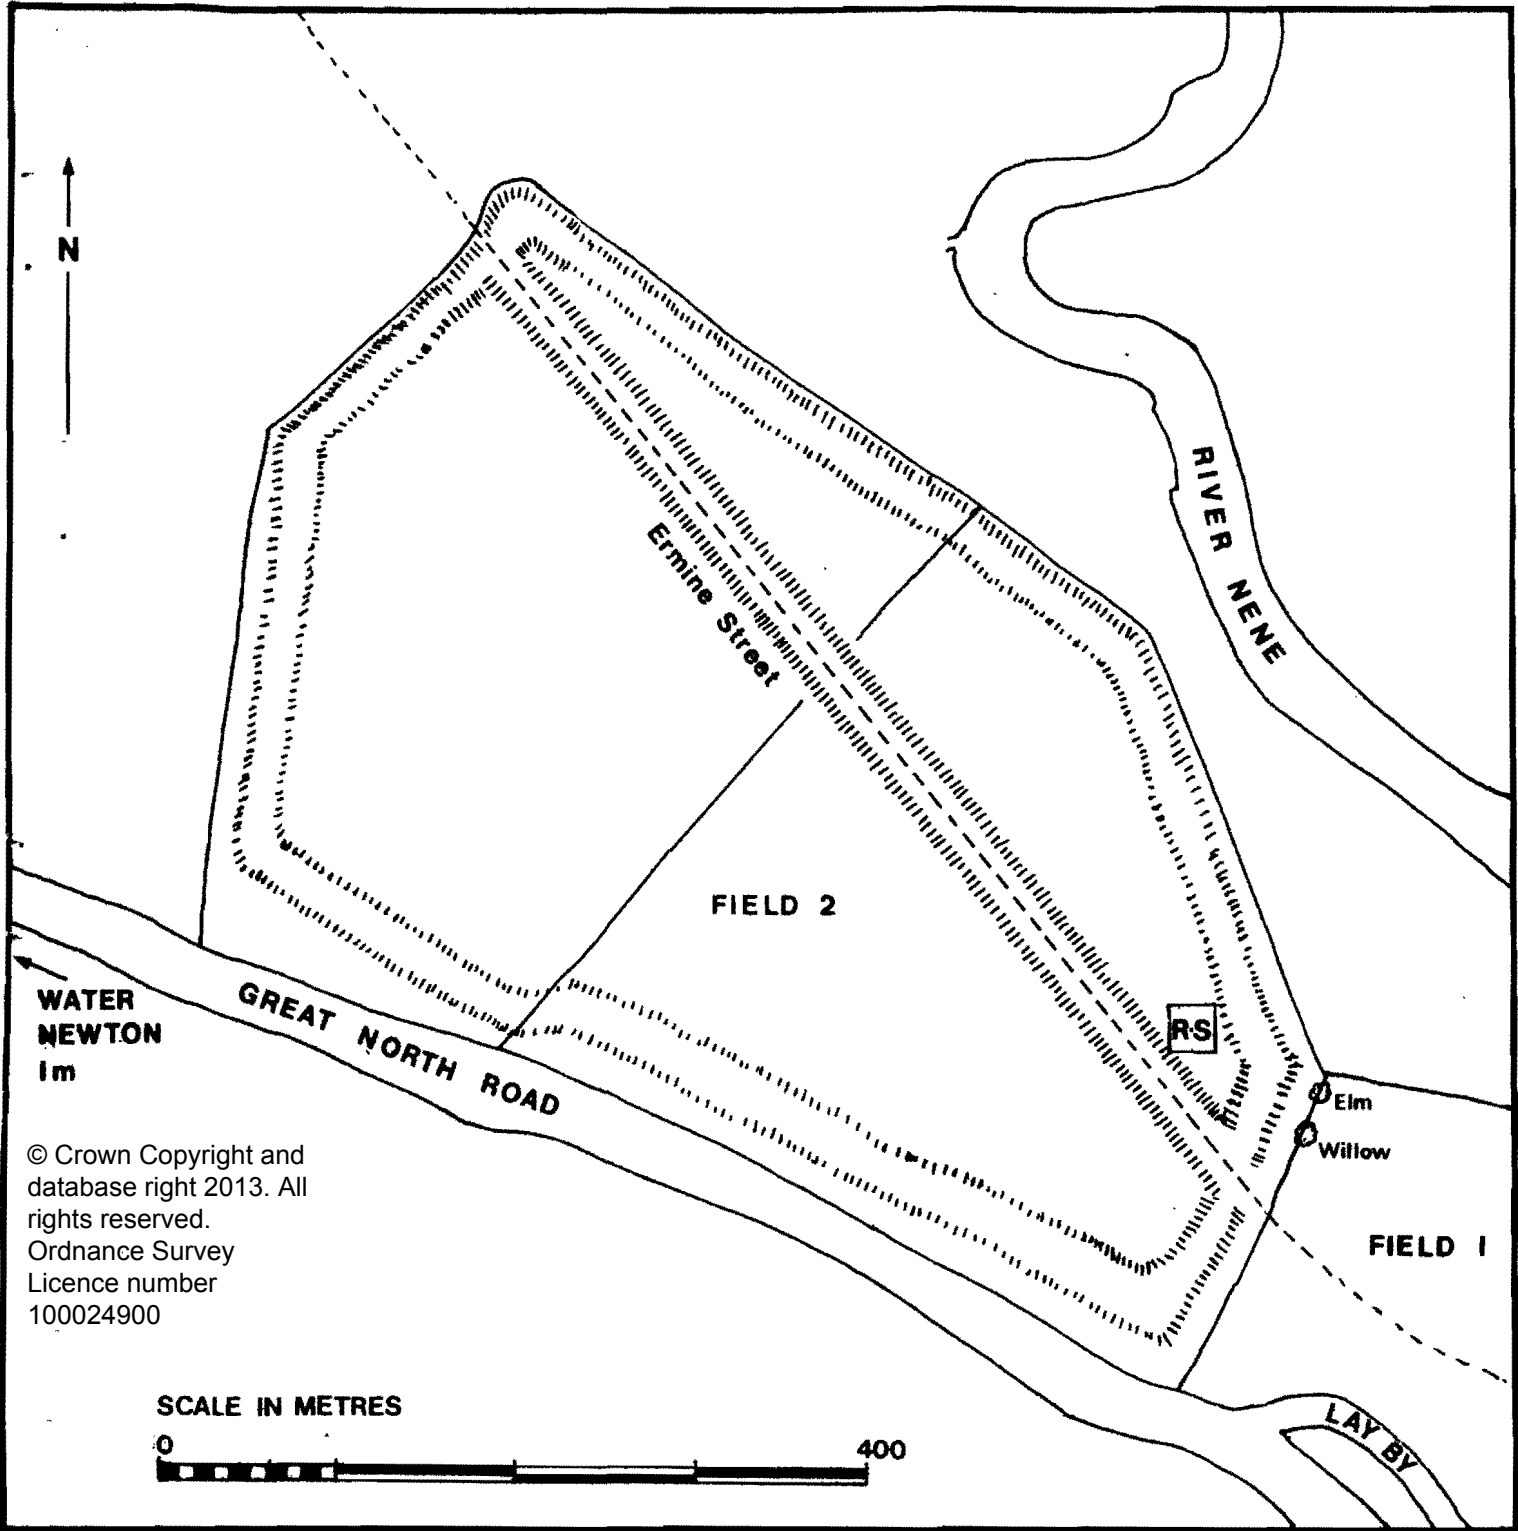 N
RIVER NENE
Ermine Street
FIELD 2
R·S
WATER
NEWTON
1m
GREAT NORTH ROAD
Elm
Willow
© Crown Copyright and
database right 2013. All
rights reserved.
Ordnance Survey
Licence number
100024900
FIELD 1
SCALE IN METRES
0
400
LAY BY